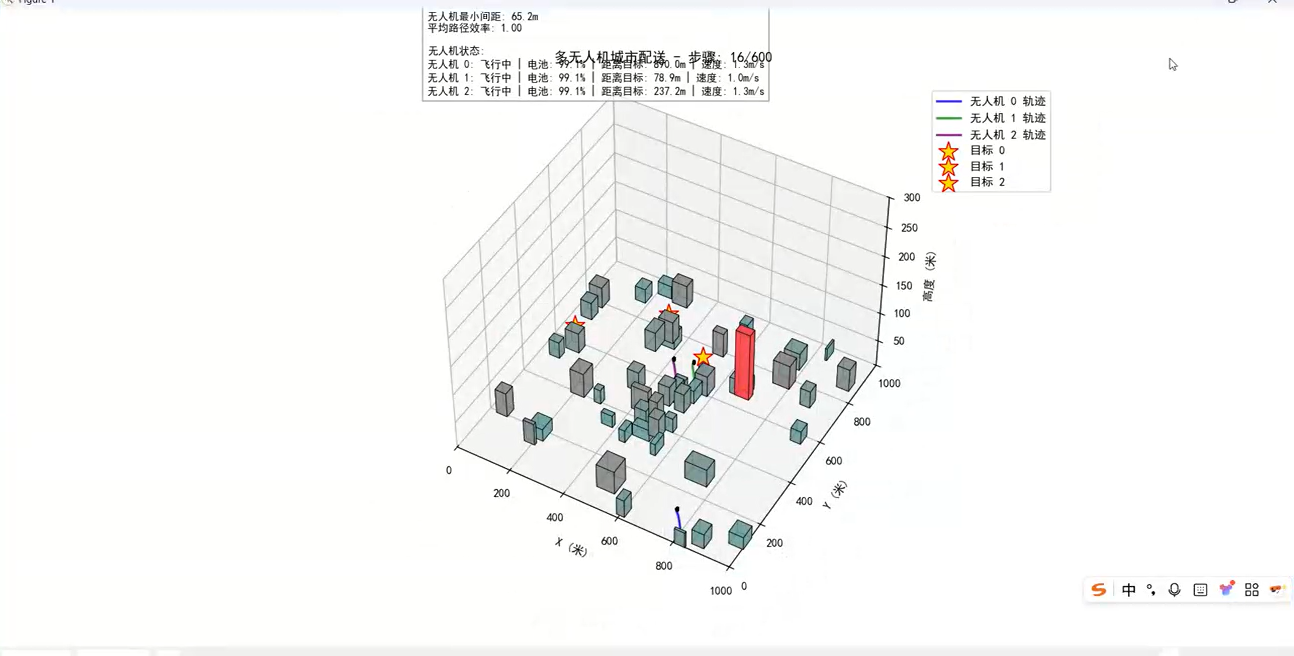 Figure 1
无人机最小间距: 65.2m
平均路径效率: 1.00
多无人机城市配送 - 步骤: 16/600
无人机状态:
无人机 0: 飞行中 | 电池: 99.1% | 距离目标: 890.0m | 速度: 1.3m/s
无人机 1: 飞行中 | 电池: 99.1% | 距离目标: 78.9m | 速度: 1.0m/s
无人机 2: 飞行中 | 电池: 99.1% | 距离目标: 237.2m | 速度: 1.3m/s
无人机 0 轨迹
无人机 1 轨迹
无人机 2 轨迹
目标 0
目标 1
目标 2
300
250
200
150
100
50
高度 (米)
1000
800
600
400
200
0
Y (米)
0
200
400
600
800
1000
X (米)
中